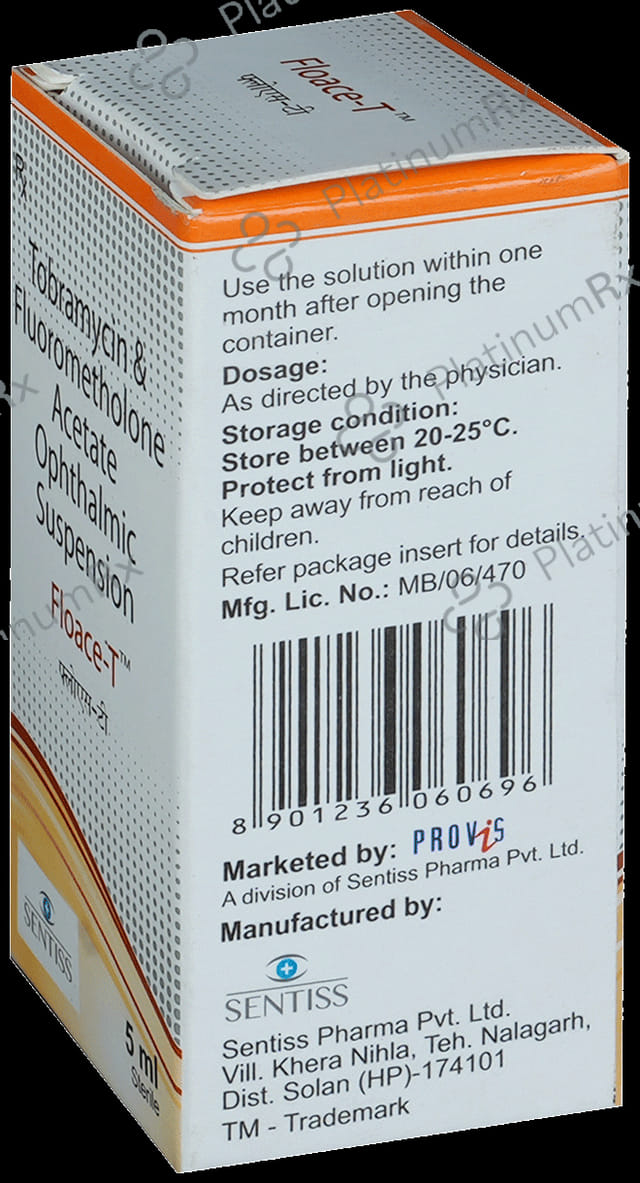 Floace-T™
फ्लोएस-टी
Rx
Tobramycin &
Fluorometholone
Acetate
Ophthalmic
Suspension
Floace-T™
फ्लोएस-टी
SENTISS
5 ml
Sterile
Use the solution within one
month after opening the
container.
Dosage:
As directed by the physician.
Storage condition:
Store between 20-25°C.
Protect from light.
Keep away from reach of
children.
Refer package insert for details.
Mfg. Lic. No.: MB/06/470
8 901236 060696
Marketed by: PROViS
A division of Sentiss Pharma Pvt. Ltd.
Manufactured by:
SENTISS
Sentiss Pharma Pvt. Ltd.
Vill. Khera Nihla, Teh. Nalagarh,
Dist. Solan (HP)-174101
TM - Trademark
PlatinumRx
PlatinumRx
PlatinumRx
PlatinumRx